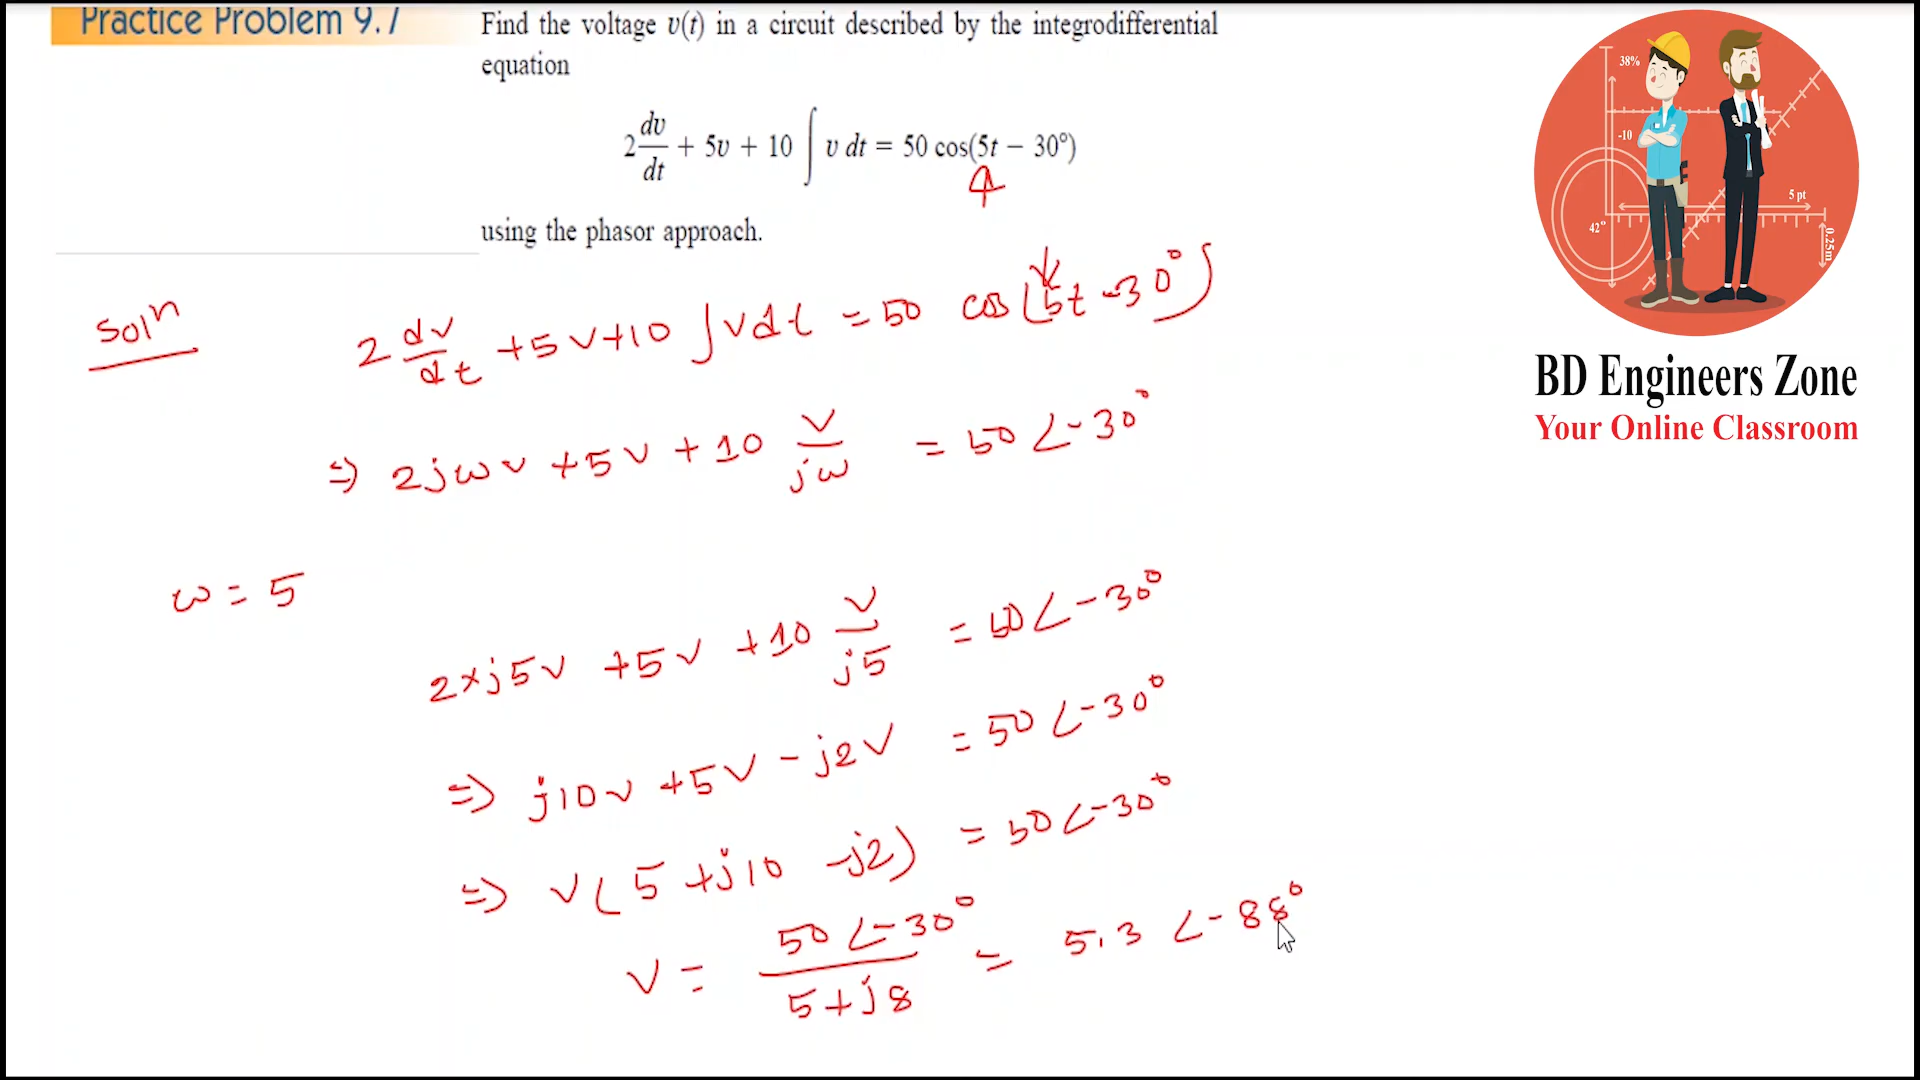 Practice Problem 9.7
Find the voltage v(t) in a circuit described by the integrodifferential
equation
2 dv/dt + 5v + 10 ∫ v dt = 50 cos(5t − 30°)
using the phasor approach.
Soln
2 dv/dt + 5v + 10 ∫ v dt = 50 cos(5t - 30°)
⇒ 2jωv + 5v + 10 v/jω = 50 ∠-30°
ω = 5
2×j5v + 5v + 10 v/j5 = 50 ∠-30°
⇒ j10v + 5v - j2v = 50 ∠-30°
⇒ v(5 + j10 - j2) = 50 ∠-30°
v = 50 ∠-30° / 5 + j8 = 5.3 ∠-88°
38%
-10
5 pt
42°
0.25m
BD Engineers Zone
Your Online Classroom